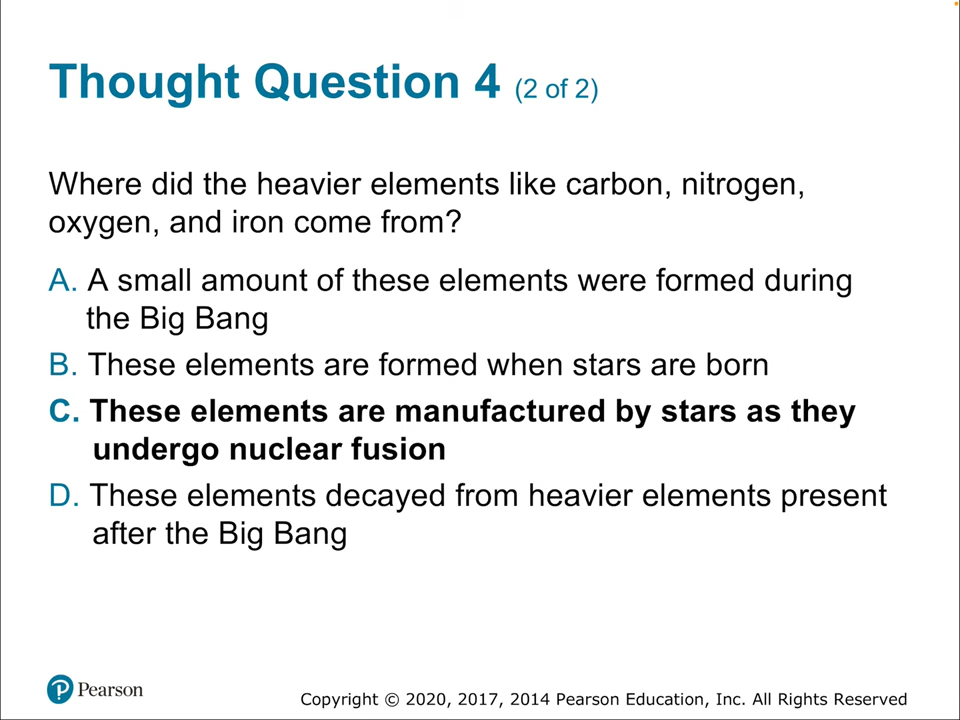 Thought Question 4 (2 of 2)
Where did the heavier elements like carbon, nitrogen,
oxygen, and iron come from?
A. A small amount of these elements were formed during
the Big Bang
B. These elements are formed when stars are born
C. These elements are manufactured by stars as they
undergo nuclear fusion
D. These elements decayed from heavier elements present
after the Big Bang
Pearson
Copyright © 2020, 2017, 2014 Pearson Education, Inc. All Rights Reserved